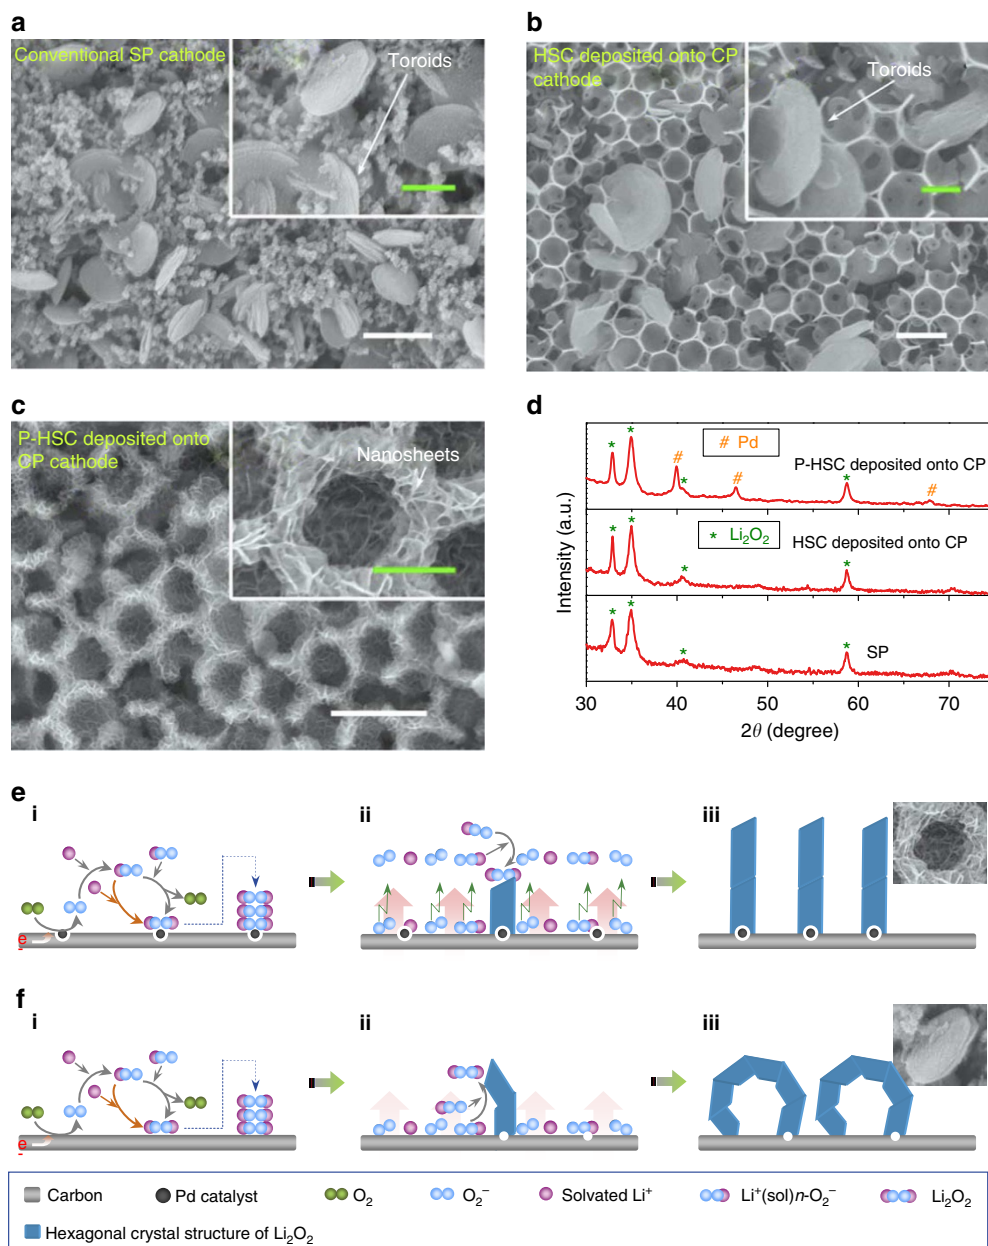 a
Conventional SP cathode
Toroids
b
HSC deposited onto CP
cathode
Toroids
c
P-HSC deposited onto
CP cathode
Nanosheets
d
Intensity (a.u.)
# Pd
P-HSC deposited onto CP
* Li₂O₂
HSC deposited onto CP
SP
* * # * # * #
* * * *
* * * *
30 40 50 60 70
2θ (degree)
e
i
ii
iii
e
f
i
ii
iii
e
Carbon
Pd catalyst
O₂
O₂⁻
Solvated Li⁺
Li⁺(sol)n-O₂⁻
Li₂O₂
Hexagonal crystal structure of Li₂O₂